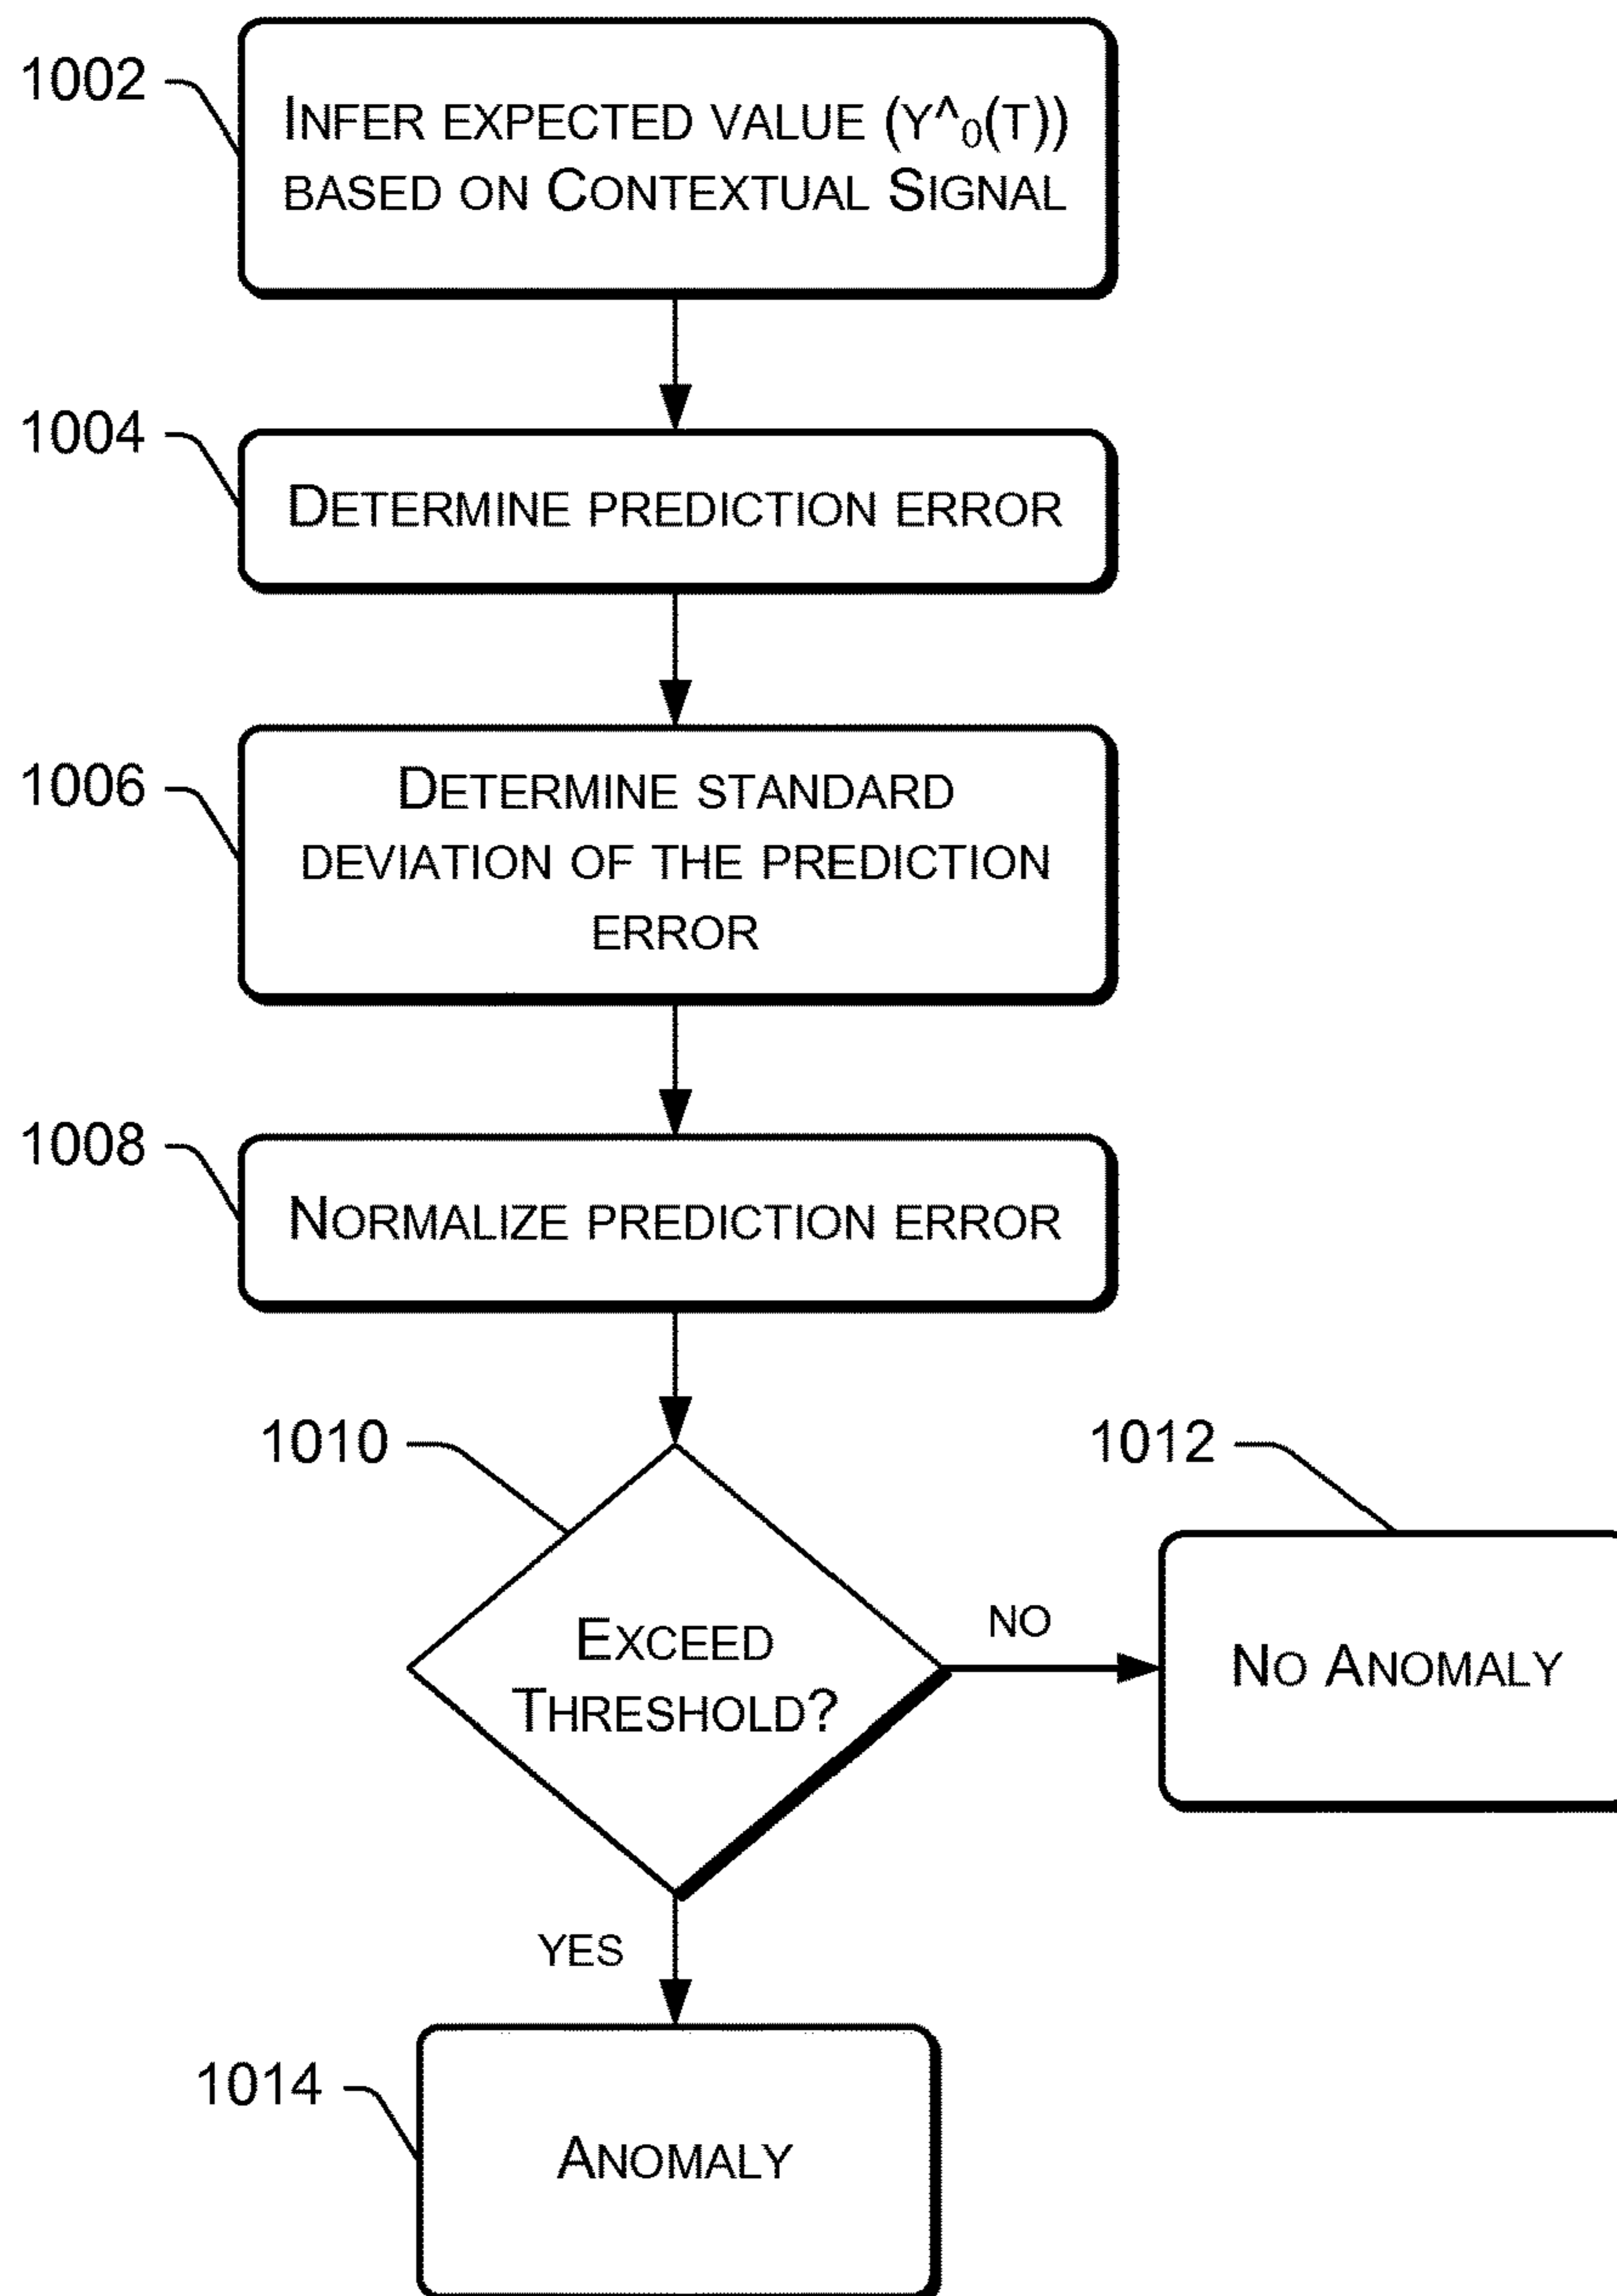 1002
INFER EXPECTED VALUE (Y^₀(T))
BASED ON CONTEXTUAL SIGNAL
1004
DETERMINE PREDICTION ERROR
1006
DETERMINE STANDARD
DEVIATION OF THE PREDICTION
ERROR
1008
NORMALIZE PREDICTION ERROR
1010
EXCEED
THRESHOLD?
NO
1012
NO ANOMALY
YES
1014
ANOMALY